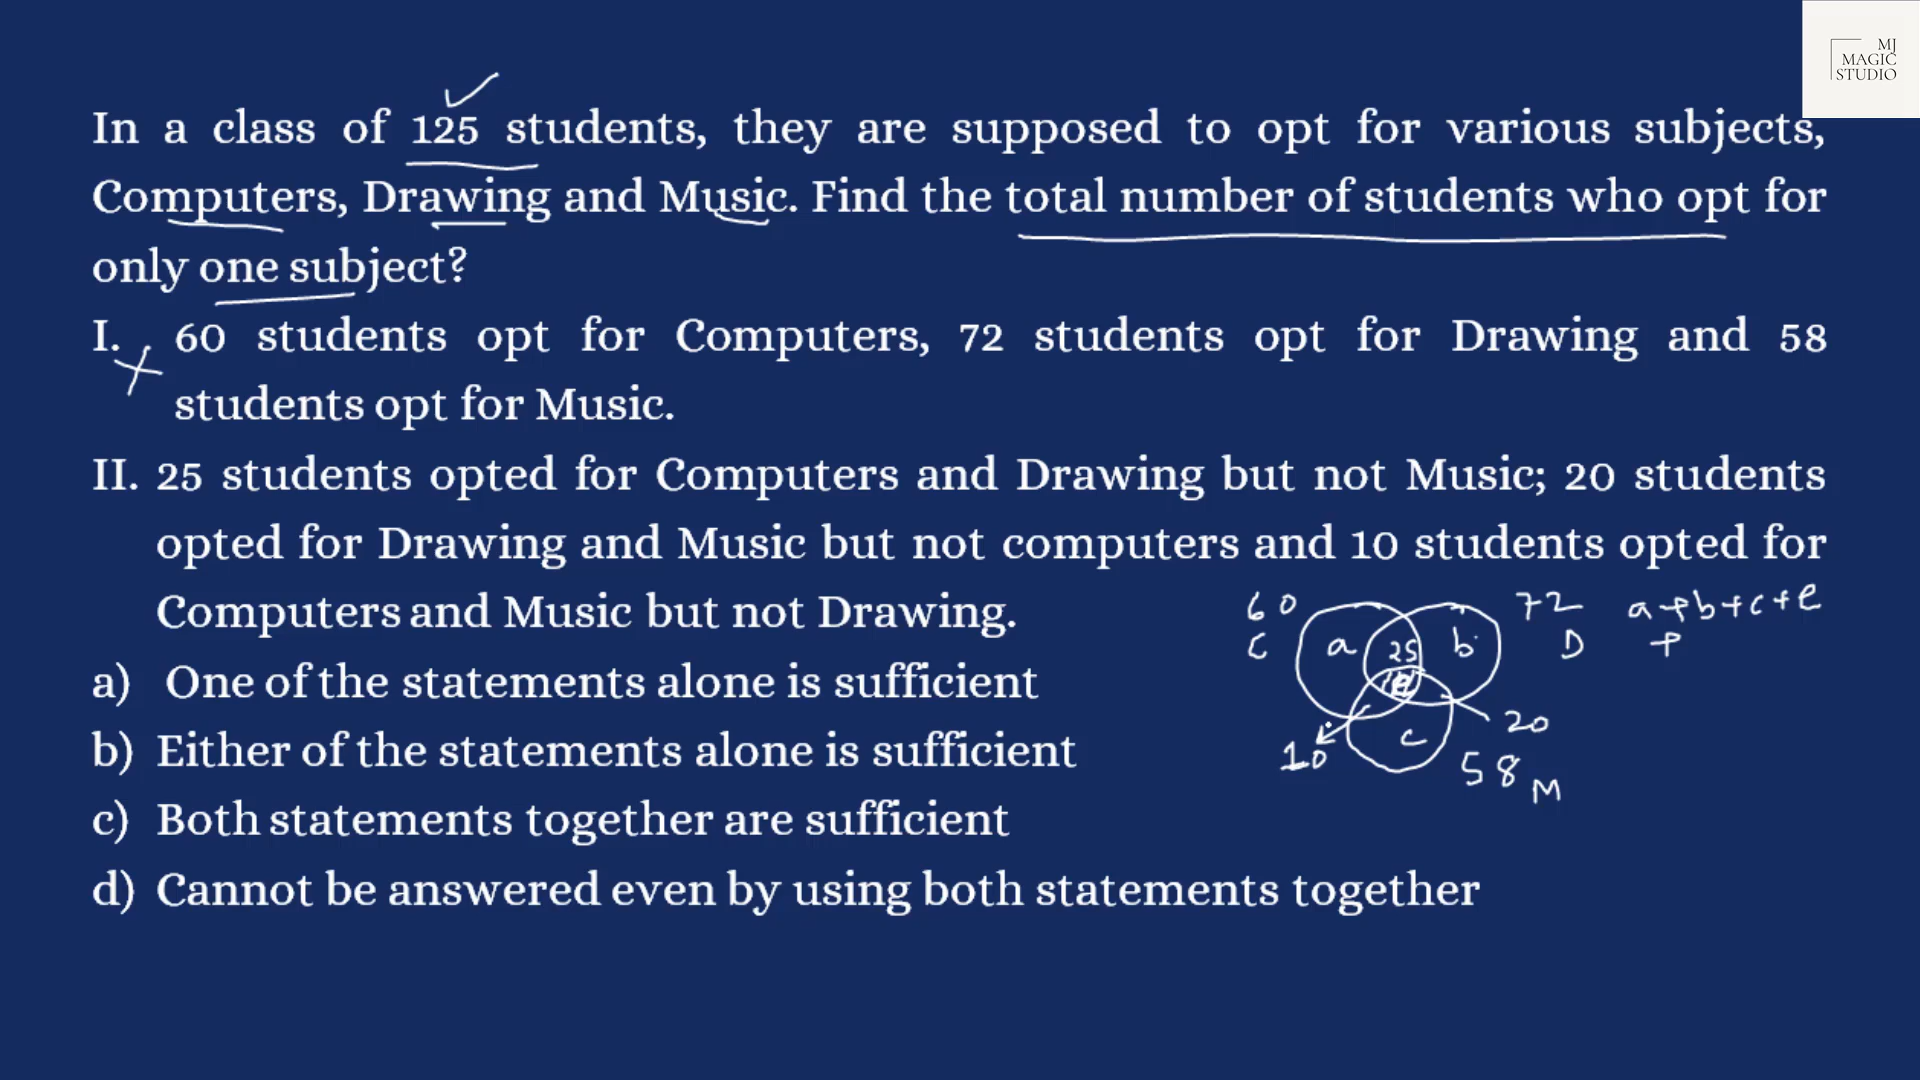 MJ
MAGIC
STUDIO
In a class of 125 students, they are supposed to opt for various subjects,
Computers, Drawing and Music. Find the total number of students who opt for
only one subject?
I. 60 students opt for Computers, 72 students opt for Drawing and 58
students opt for Music.
II. 25 students opted for Computers and Drawing but not Music; 20 students
opted for Drawing and Music but not computers and 10 students opted for
Computers and Music but not Drawing.
60 72 a+b+c+e
C a 25 b D +
20
10 c 58 M
a) One of the statements alone is sufficient
b) Either of the statements alone is sufficient
c) Both statements together are sufficient
d) Cannot be answered even by using both statements together